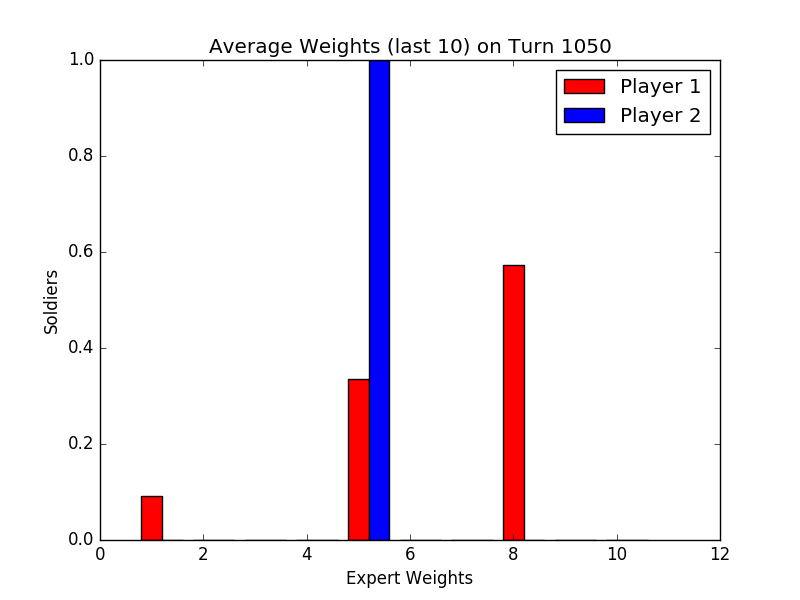 Average Weights (last 10) on Turn 1050
Player 1
Player 2
1.0
0.8
0.6
0.4
0.2
0.0
Soldiers
0 2 4 6 8 10 12
Expert Weights